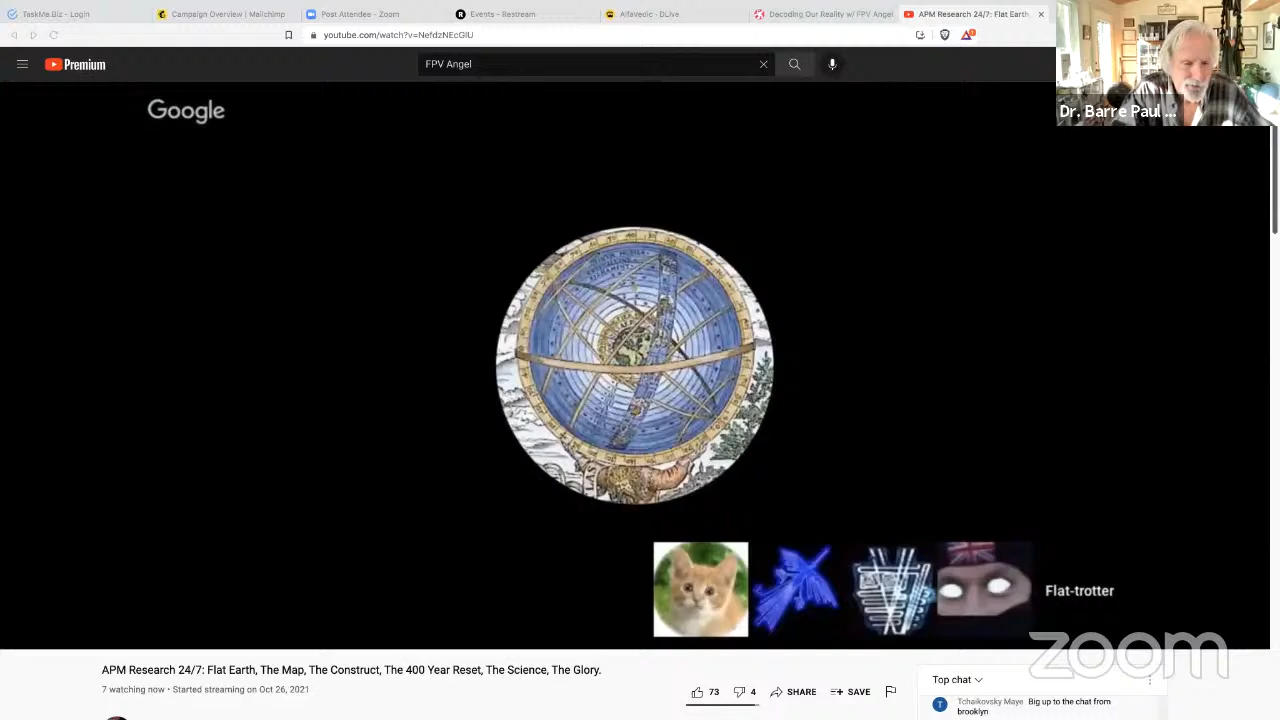 TaskMe.Biz - Login
Campaign Overview | Mailchimp
Post Attendee - Zoom
Events - Restream
Alfavedic - DLive
Decoding Our Reality w/ FPV Angel
APM Research 24/7: Flat Earth,
youtube.com/watch?v=NefdzNEcGlU
Premium
FPV Angel
Google
Dr. Barre Paul ...
Flat-trotter
zoom
APM Research 24/7: Flat Earth, The Map, The Construct, The 400 Year Reset, The Science, The Glory.
7 watching now • Started streaming on Oct 26, 2021
73
4
SHARE
SAVE
Top chat
T
Tchaikovsky Maye Big up to the chat from
brooklyn